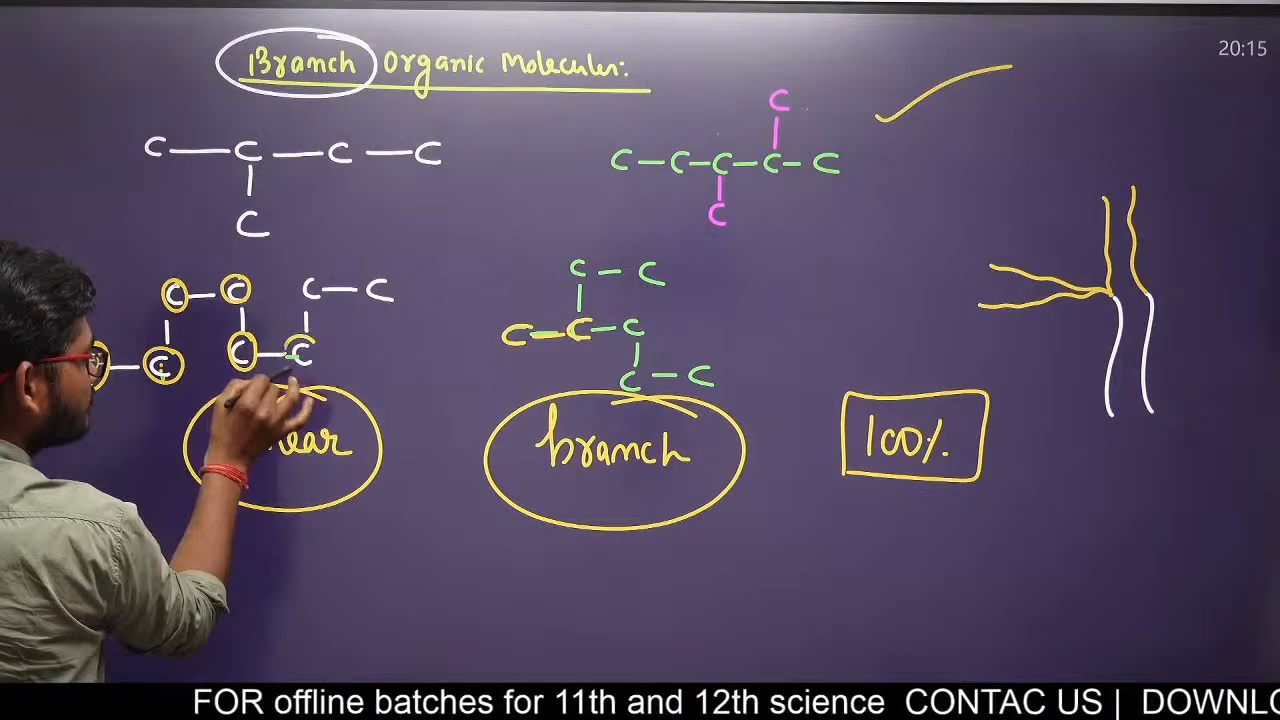 20:15
Branch Organic Molecules:
C
C — C — C — C
C — C — C — C — C
C
C
C — C
C — C C — C
C — C — C
C C — C
C — C
branch
100%
FOR offline batches for 11th and 12th science CONTAC US | DOWNLO